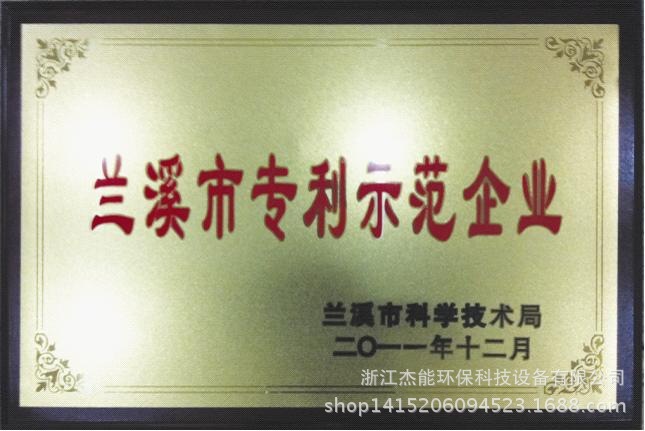 兰溪市专利示范企业
兰溪市科学技术局
二〇一一年十二月
浙江杰能环保科技设备有限公司
shop1415206094523.1688.com